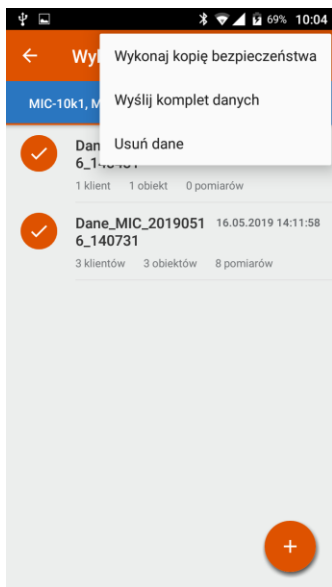 69% 10:04
Wy
Wykonaj kopię bezpieczeństwa
MIC-10k1, M
Wyślij komplet danych
Usuń dane
Dan
1 klient 1 obiekt 0 pomiarów
Dane_MIC_2019051 16.05.2019 14:11:58
6_140731
3 klientów 3 obiektów 8 pomiarów
+